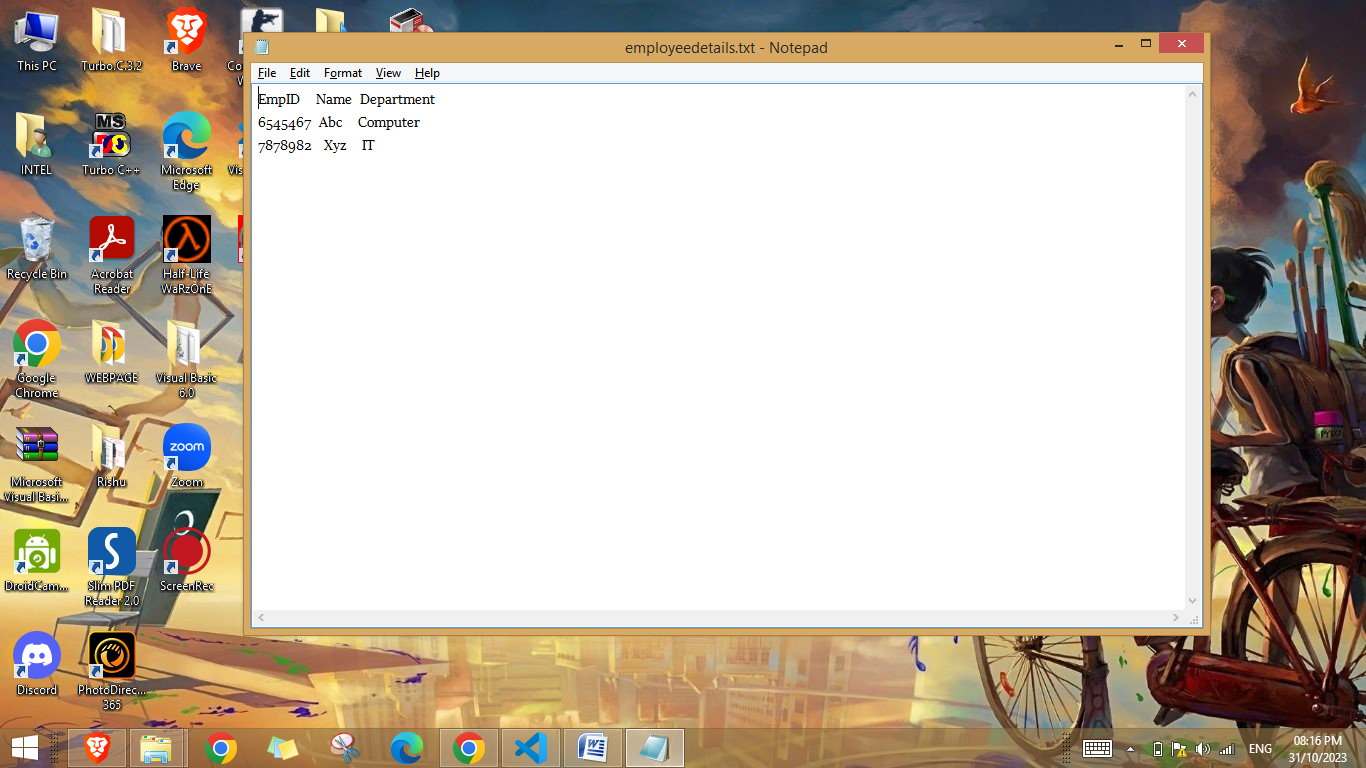 employeedetails.txt - Notepad
File Edit Format View Help
EmpID Name Department
6545467 Abc Computer
7878982 Xyz IT
This PC
Turbo.C.3.2
Brave
INTEL
MS
Turbo C++
Microsoft
Edge
Recycle Bin
Acrobat
Reader
Half-Life
WaRzOnE
Google
Chrome
WEBPAGE
Visual Basic
6.0
Microsoft
Visual Basi...
Rishu
zoom
Zoom
DroidCam...
S
Slim PDF
Reader 2.0
ScreenRec
Discord
PhotoDirec...
365
ENG
08:16 PM
31/10/2023